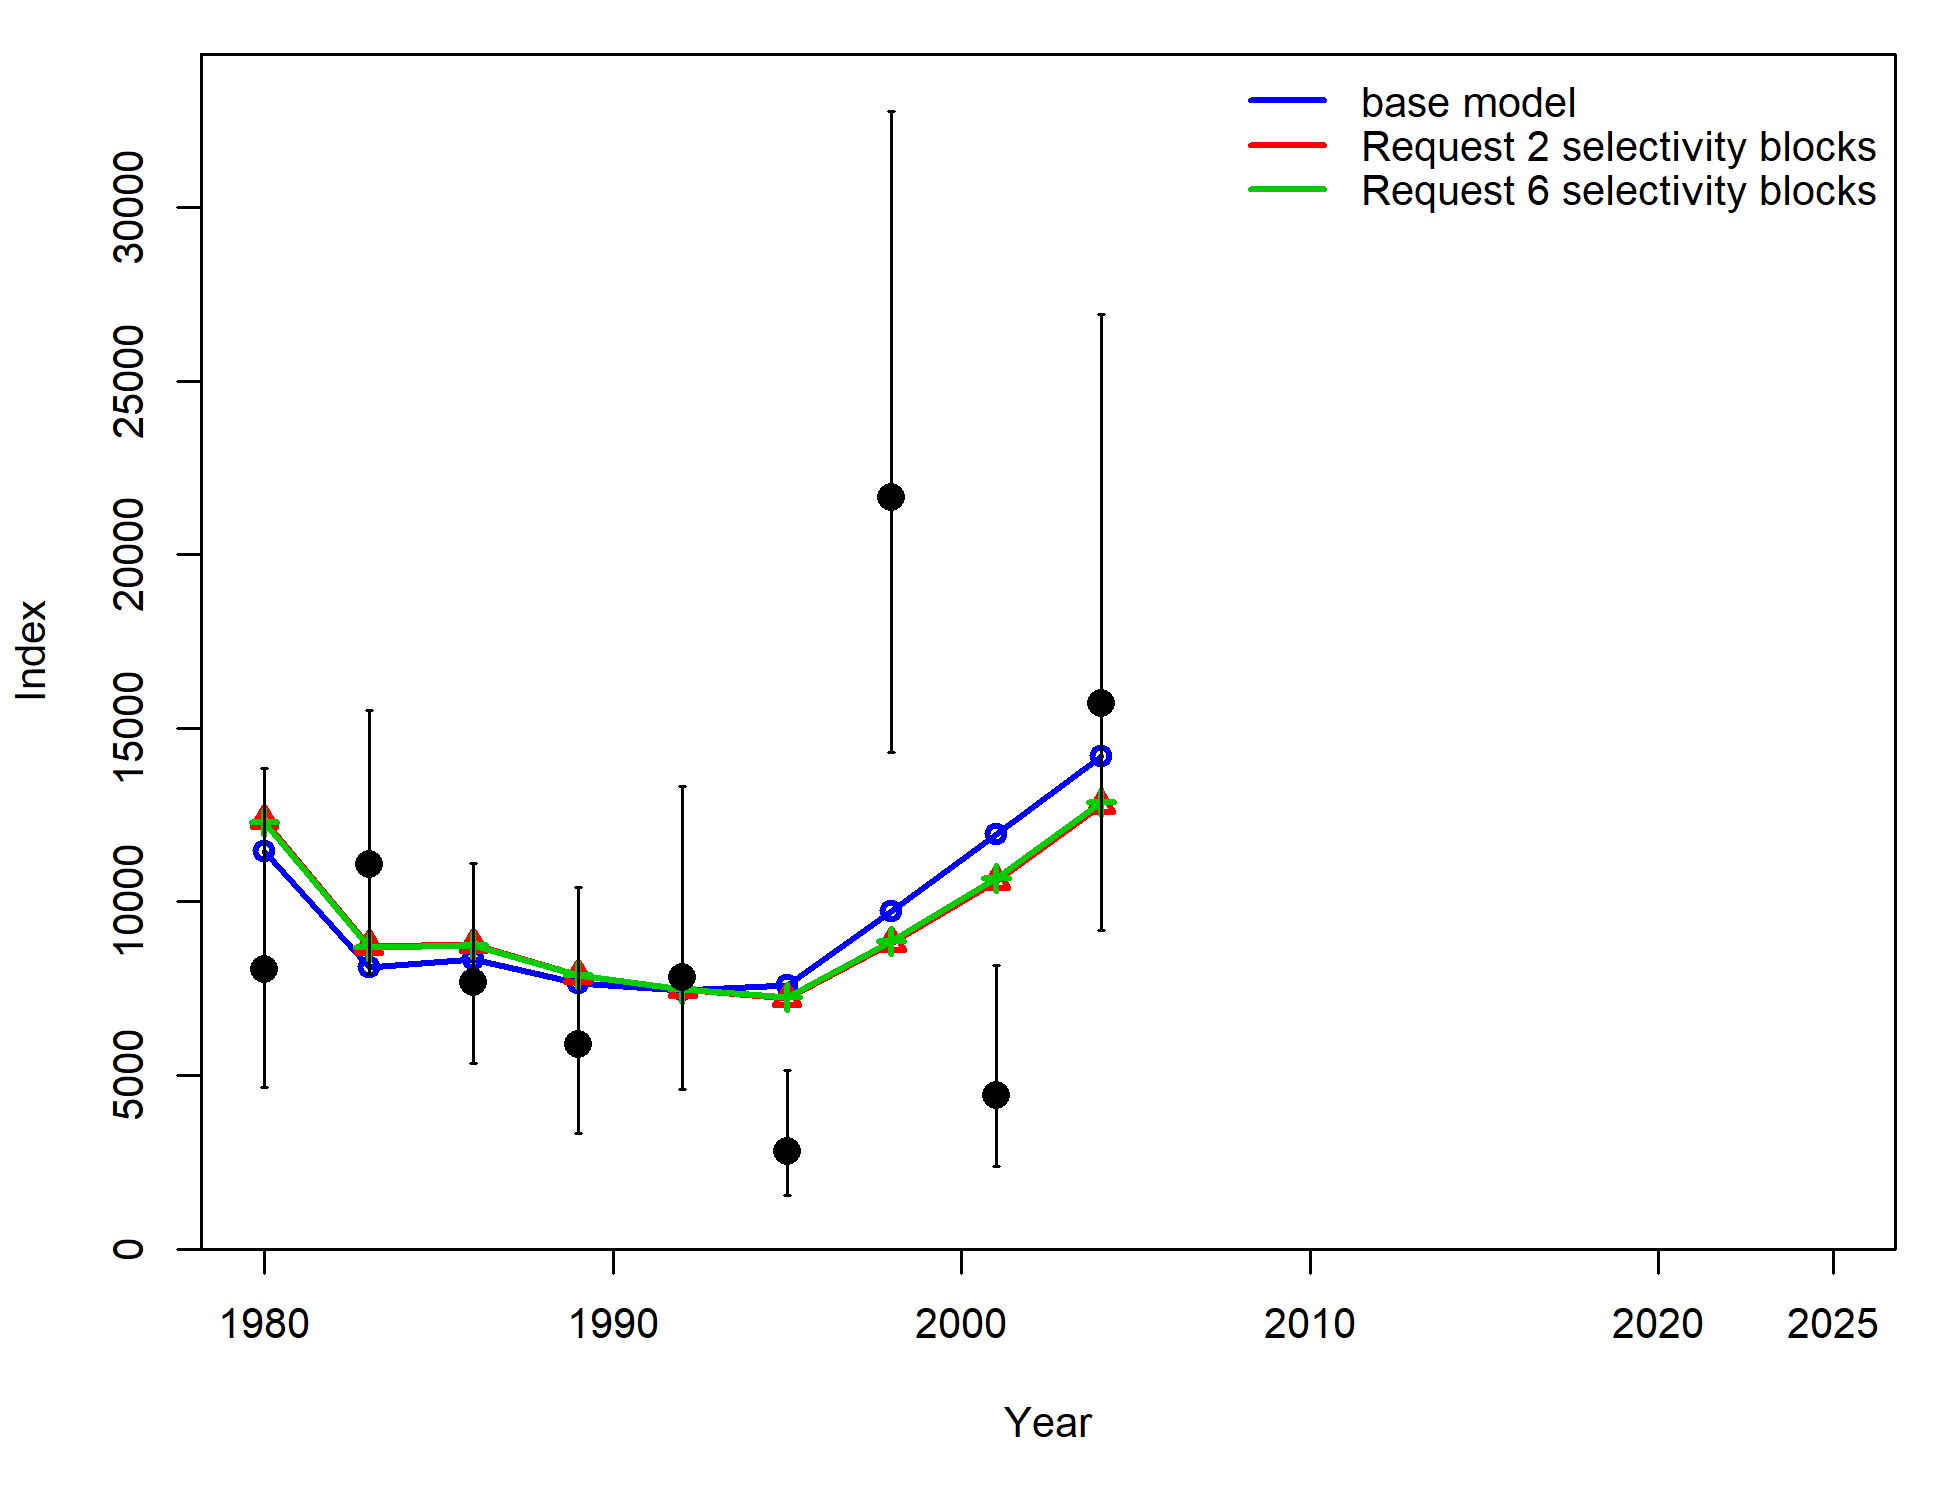 base model
Request 2 selectivity blocks
Request 6 selectivity blocks
30000
25000
20000
15000
10000
5000
0
Index
1980 1990 2000 2010 2020 2025
Year